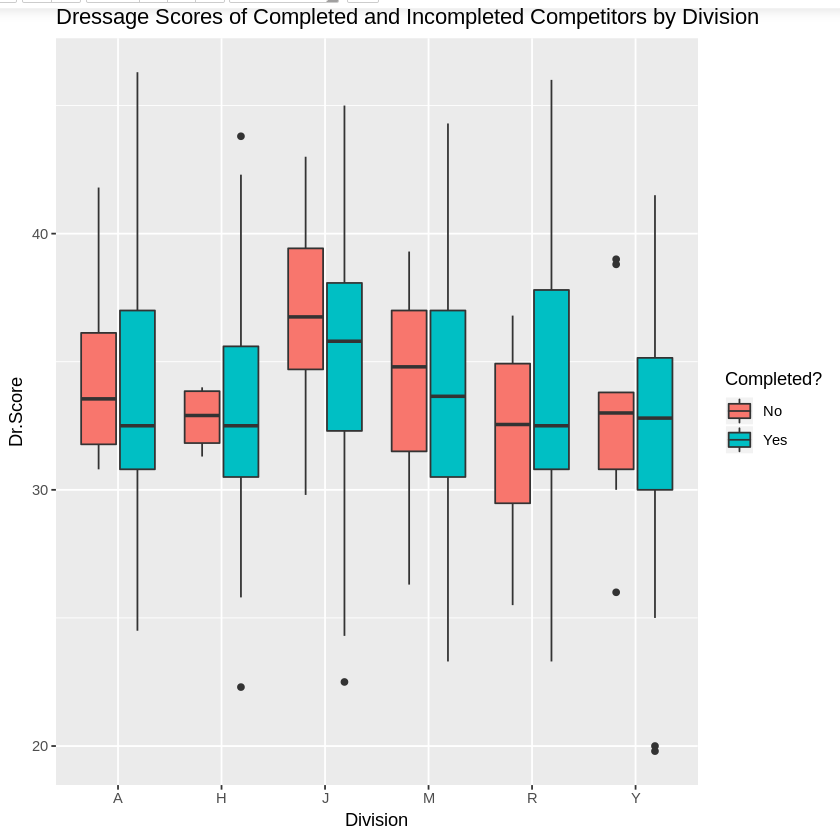 Dressage Scores of Completed and Incompleted Competitors by Division
Dr.Score
40
30
20
A H J M R Y
Division
Completed?
No
Yes